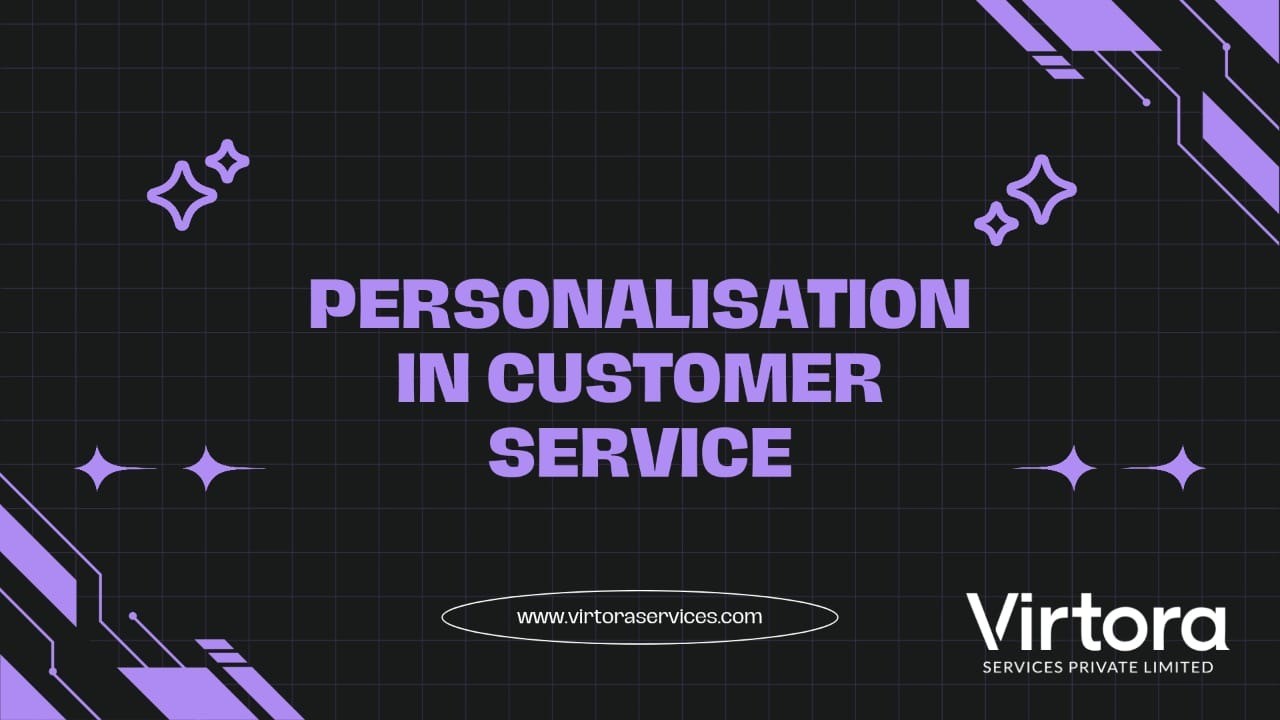 PERSONALISATION
IN CUSTOMER
SERVICE
www.virtoraservices.com
Virtora
SERVICES PRIVATE LIMITED